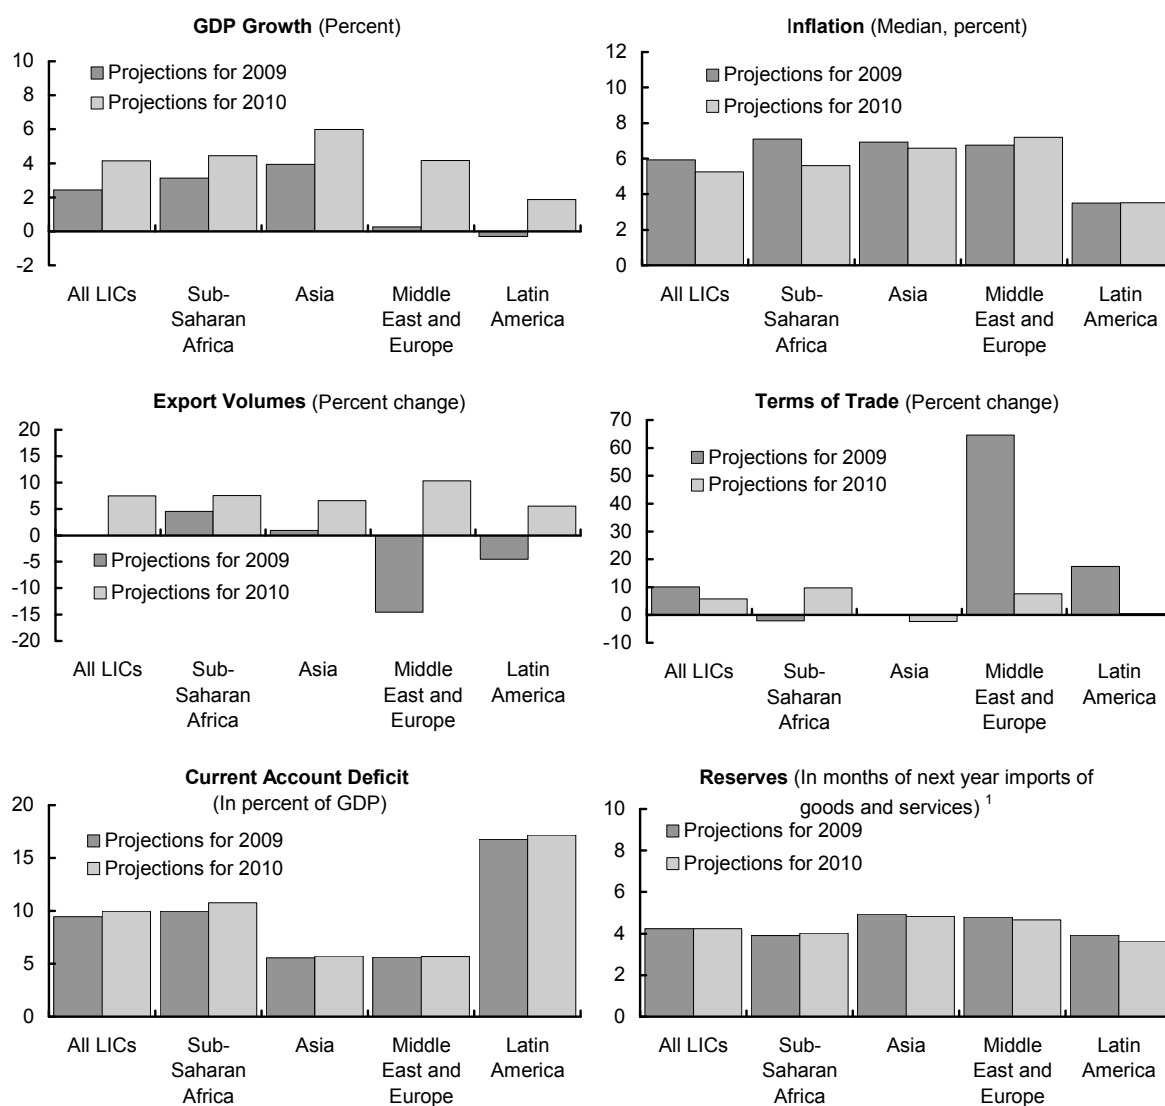 GDP Growth (Percent)
10
8
6
4
2
0
-2
Projections for 2009
Projections for 2010
All LICs
Sub-
Saharan
Africa
Asia
Middle
East and
Europe
Latin
America
Inflation (Median, percent)
12
10
8
6
4
2
0
Projections for 2009
Projections for 2010
All LICs
Sub-
Saharan
Africa
Asia
Middle
East and
Europe
Latin
America
Export Volumes (Percent change)
20
15
10
5
0
-5
-10
-15
-20
Projections for 2009
Projections for 2010
All LICs
Sub-
Saharan
Africa
Asia
Middle
East and
Europe
Latin
America
Terms of Trade (Percent change)
70
60
50
40
30
20
10
0
-10
Projections for 2009
Projections for 2010
All LICs
Sub-
Saharan
Africa
Asia
Middle
East and
Europe
Latin
America
Current Account Deficit
(In percent of GDP)
20
15
10
5
0
Projections for 2009
Projections for 2010
All LICs
Sub-
Saharan
Africa
Asia
Middle
East and
Europe
Latin
America
Reserves (In months of next year imports of
goods and services) 1
10
8
6
4
2
0
Projections for 2009
Projections for 2010
All LICs
Sub-
Saharan
Africa
Asia
Middle
East and
Europe
Latin
America